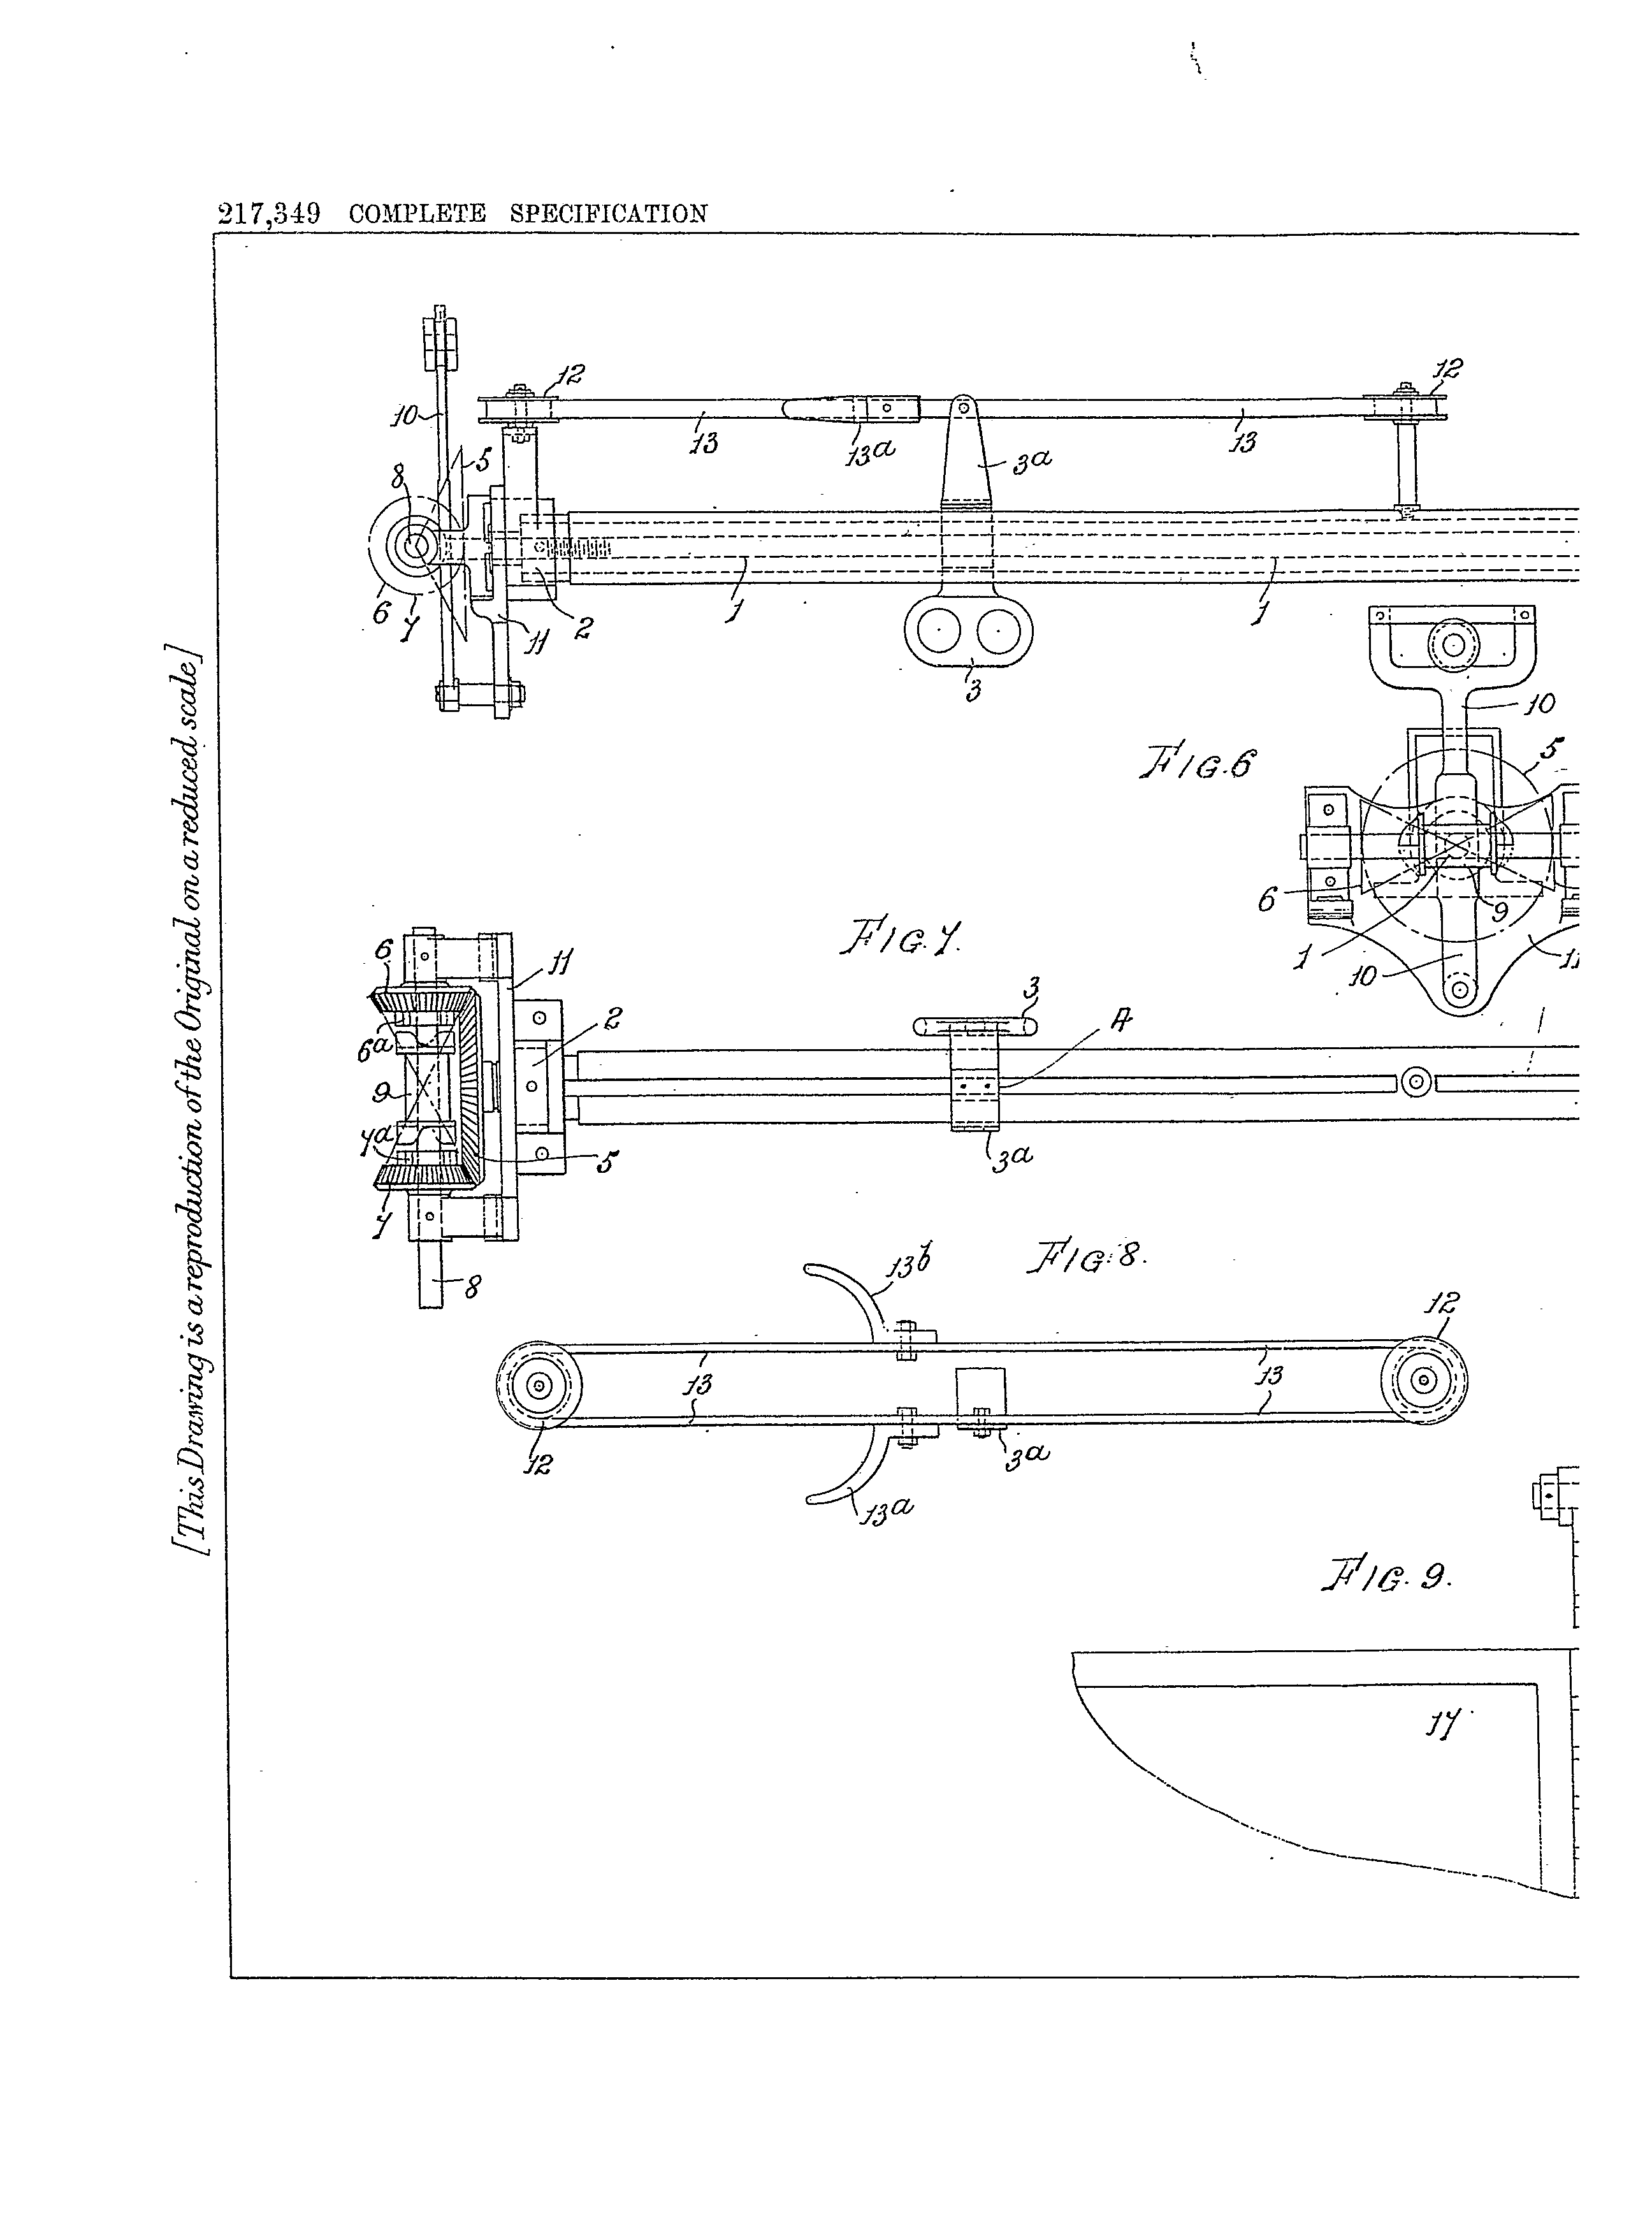 217,349 COMPLETE SPECIFICATION
[This Drawing is a reproduction of the Original on a reduced scale]
12
12
10
13
13a
13
3a
5
8
6
7
11
2
1
1
3
10
FIG.6
5
6
9
1
10
11
FIG.7.
6
11
3
2
A
6a
9
7a
3a
5
7
8
FIG.8.
13b
12
13
13
13
12
3a
13a
FIG.9.
17